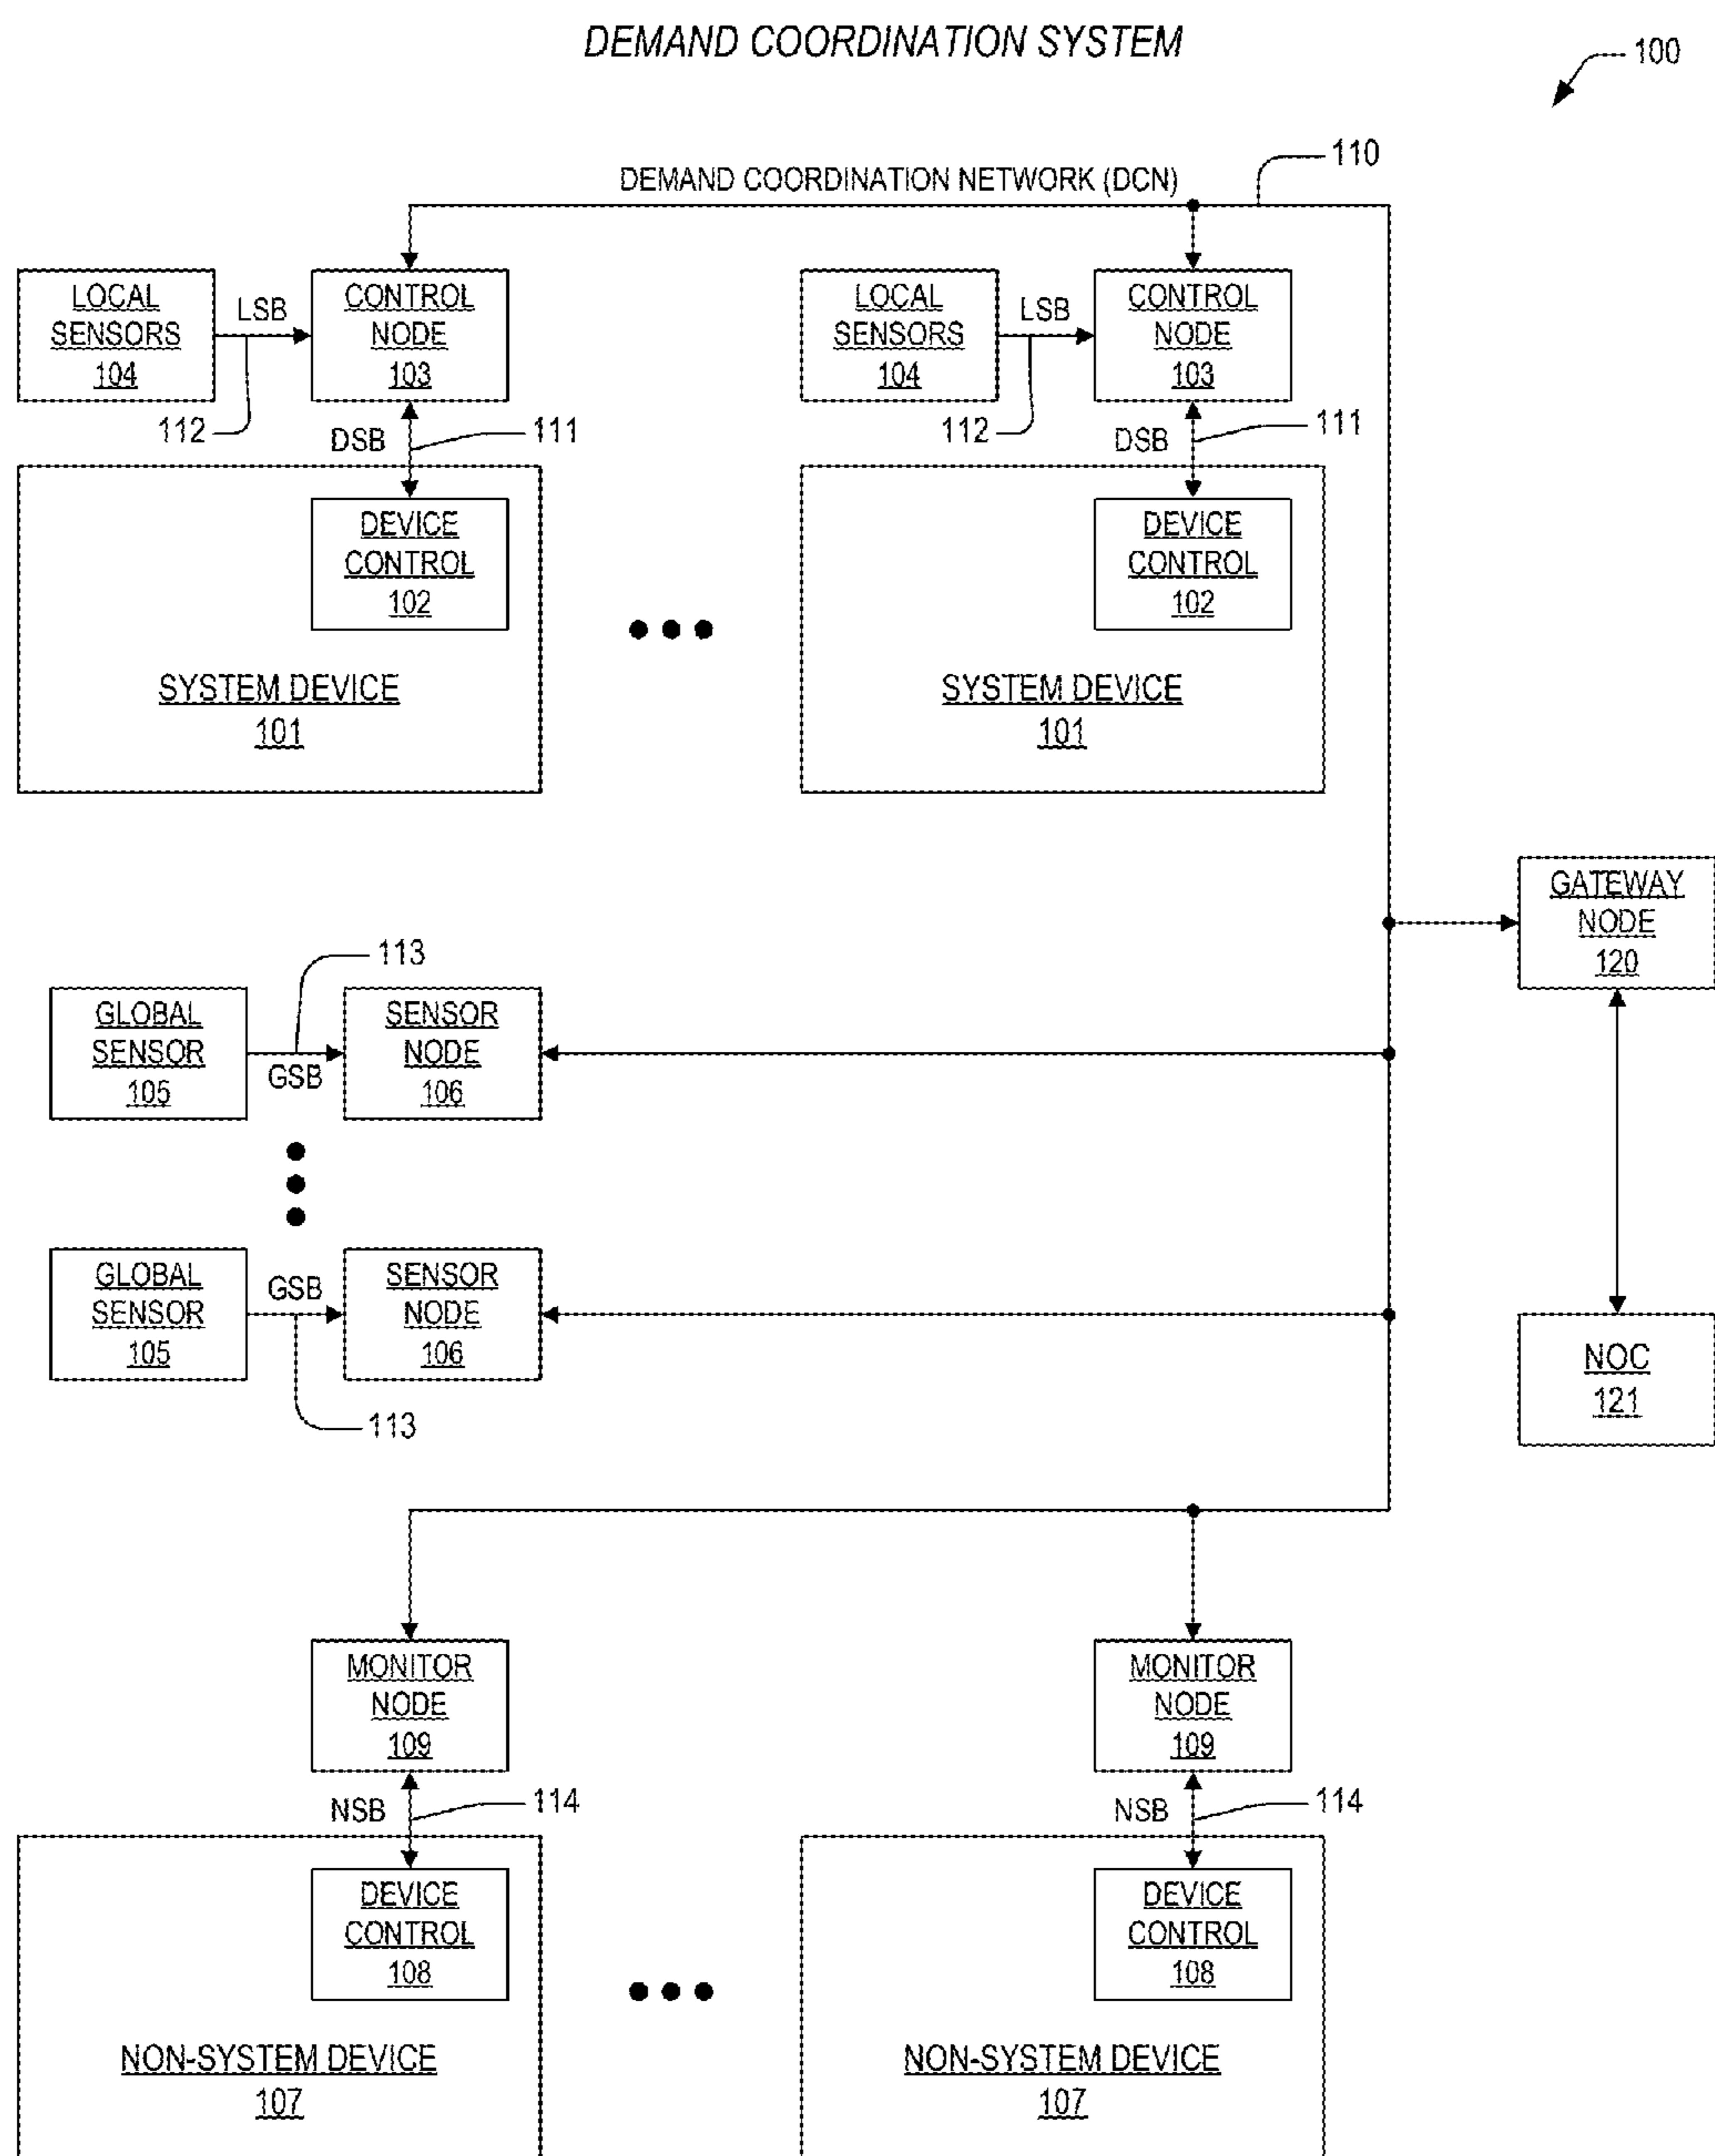 DEMAND COORDINATION SYSTEM
100
110
DEMAND COORDINATION NETWORK (DCN)
LOCAL
SENSORS
104
LSB
112
CONTROL
NODE
103
LOCAL
SENSORS
104
LSB
112
CONTROL
NODE
103
DSB
111
DSB
111
DEVICE
CONTROL
102
SYSTEM DEVICE
101
DEVICE
CONTROL
102
SYSTEM DEVICE
101
GATEWAY
NODE
120
113
GLOBAL
SENSOR
105
GSB
SENSOR
NODE
106
GLOBAL
SENSOR
105
GSB
SENSOR
NODE
106
113
NOC
121
MONITOR
NODE
109
MONITOR
NODE
109
NSB
114
NSB
114
DEVICE
CONTROL
108
NON-SYSTEM DEVICE
107
DEVICE
CONTROL
108
NON-SYSTEM DEVICE
107